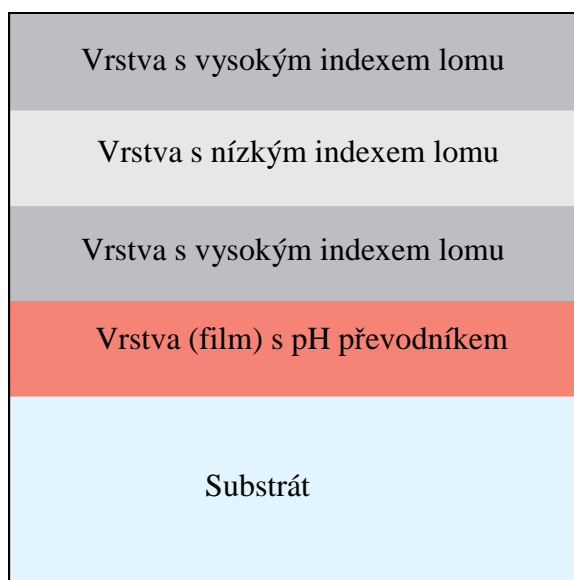 Vrstva s vysokým indexem lomu
Vrstva s nízkým indexem lomu
Vrstva s vysokým indexem lomu
Vrstva (film) s pH převodníkem
Substrát